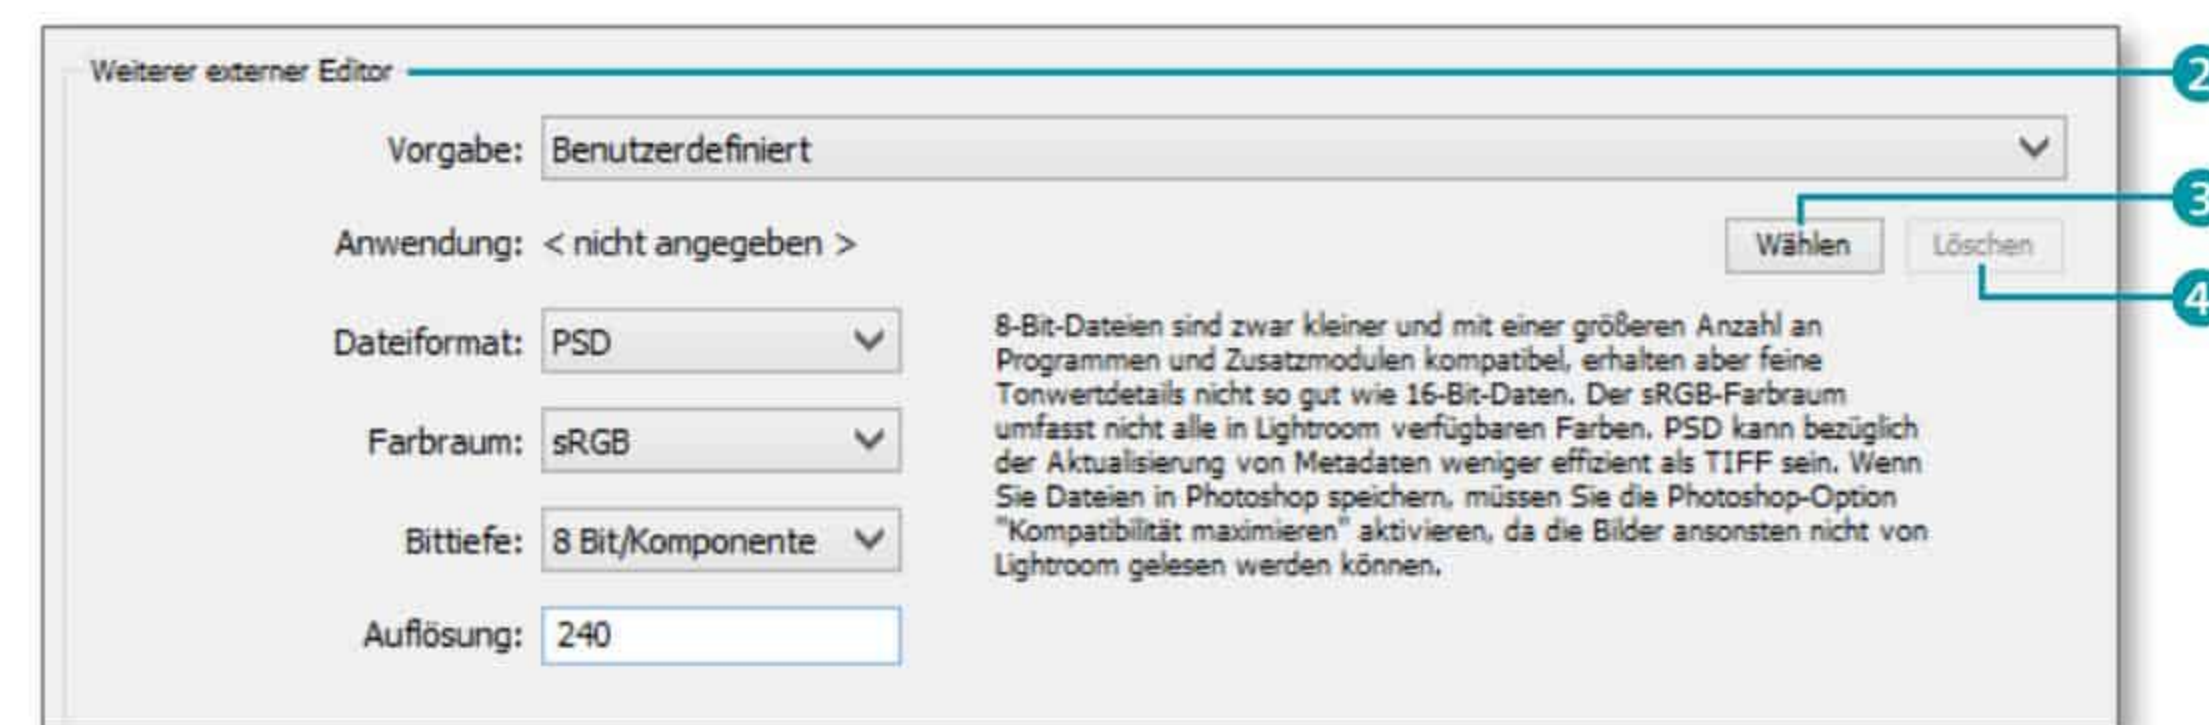 Weiterer externer Editor
2
Vorgabe: Benutzerdefiniert
3
Anwendung: < nicht angegeben >
Wählen
Löschen
4
Dateiformat: PSD
Farbraum: sRGB
Bittiefe: 8 Bit/Komponente
Auflösung: 240
8-Bit-Dateien sind zwar kleiner und mit einer größeren Anzahl an
Programmen und Zusatzmodulen kompatibel, erhalten aber feine
Tonwertdetails nicht so gut wie 16-Bit-Daten. Der sRGB-Farbraum
umfasst nicht alle in Lightroom verfügbaren Farben. PSD kann bezüglich
der Aktualisierung von Metadaten weniger effizient als TIFF sein. Wenn
Sie Dateien in Photoshop speichern, müssen Sie die Photoshop-Option
"Kompatibilität maximieren" aktivieren, da die Bilder ansonsten nicht von
Lightroom gelesen werden können.